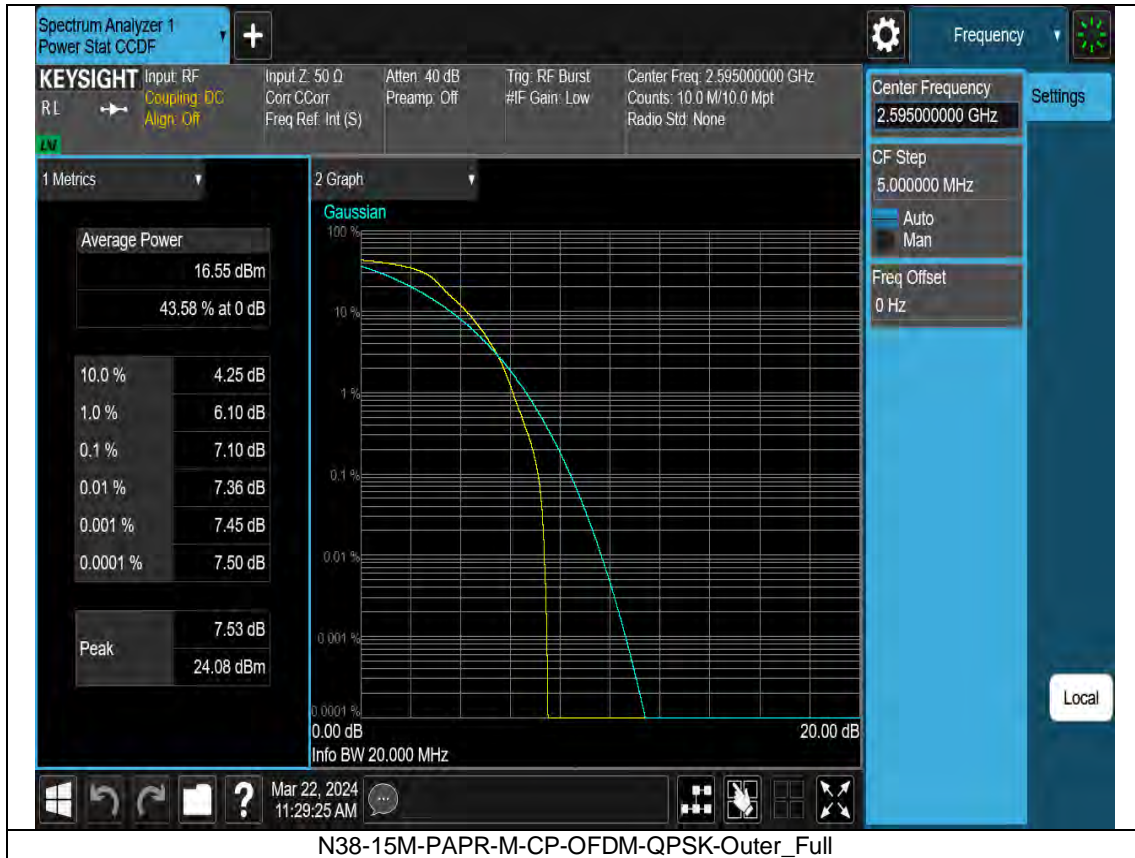 Spectrum Analyzer 1
Power Stat CCDF
Frequency
KEYSIGHT
Input: RF
Coupling: DC
Align: Off
RL
Input Z: 50 Ω
Corr CCorr
Freq Ref: Int (S)
Atten: 40 dB
Preamp: Off
Trig: RF Burst
#IF Gain: Low
Center Freq: 2.595000000 GHz
Counts: 10.0 M/10.0 Mpt
Radio Std: None
Center Frequency
2.595000000 GHz
Settings
CF Step
5.000000 MHz
Auto
Man
Freq Offset
0 Hz
1 Metrics
Average Power
16.55 dBm
43.58 % at 0 dB
10.0 % 4.25 dB
1.0 % 6.10 dB
0.1 % 7.10 dB
0.01 % 7.36 dB
0.001 % 7.45 dB
0.0001 % 7.50 dB
Peak
7.53 dB
24.08 dBm
2 Graph
Gaussian
100 %
10 %
1 %
0.1 %
0.01 %
0.001 %
0.0001 %
0.00 dB 20.00 dB
Info BW 20.000 MHz
Local
? Mar 22, 2024
11:29:25 AM
N38-15M-PAPR-M-CP-OFDM-QPSK-Outer_Full